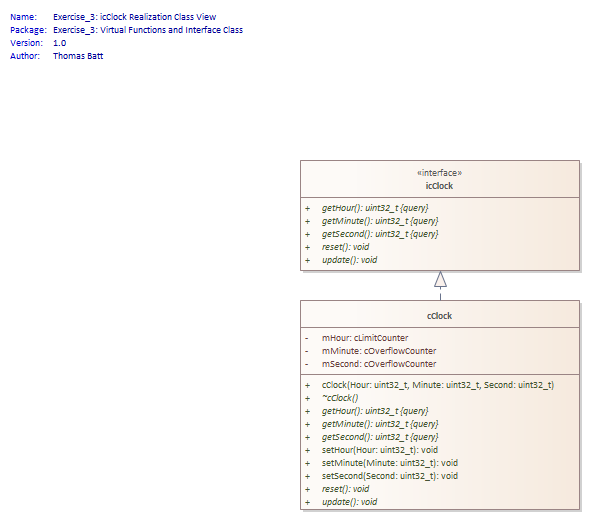 Name: Exercise_3: icClock Realization Class View
Package: Exercise_3: Virtual Functions and Interface Class
Version: 1.0
Author: Thomas Batt
«interface»
icClock
+ getHour(): uint32_t {query}
+ getMinute(): uint32_t {query}
+ getSecond(): uint32_t {query}
+ reset(): void
+ update(): void
cClock
- mHour: cLimitCounter
- mMinute: cOverflowCounter
- mSecond: cOverflowCounter
+ cClock(Hour: uint32_t, Minute: uint32_t, Second: uint32_t)
+ ~cClock()
+ getHour(): uint32_t {query}
+ getMinute(): uint32_t {query}
+ getSecond(): uint32_t {query}
+ setHour(Hour: uint32_t): void
+ setMinute(Minute: uint32_t): void
+ setSecond(Second: uint32_t): void
+ reset(): void
+ update(): void